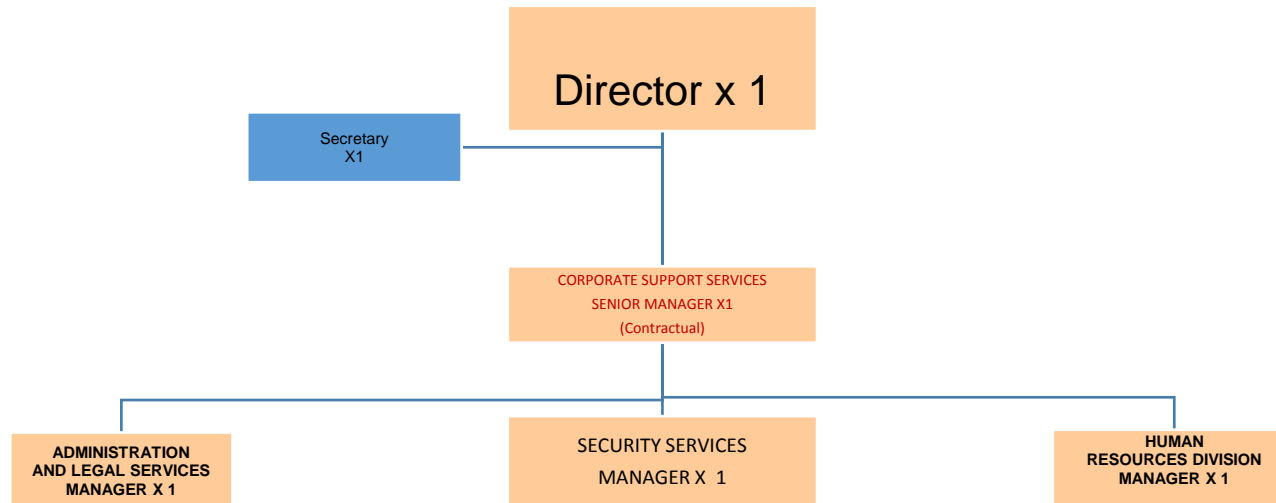 Director x 1
Secretary
X1
CORPORATE SUPPORT SERVICES
SENIOR MANAGER X1
(Contractual)
ADMINISTRATION
AND LEGAL SERVICES
MANAGER X 1
SECURITY SERVICES
MANAGER X 1
HUMAN
RESOURCES DIVISION
MANAGER X 1